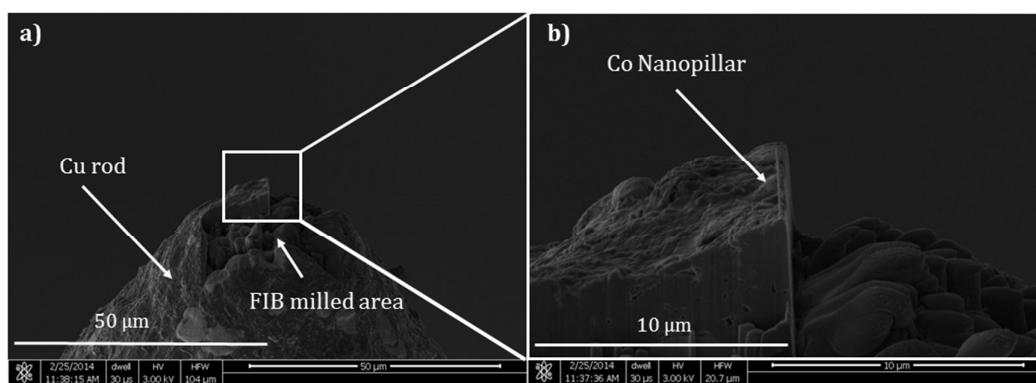 a)
Cu rod
FIB milled area
50 µm
2/25/2014 dwell HV HFW 50 µm
11:38:15 AM 30 µs 3.00 kV 104 µm
b)
Co Nanopillar
10 µm
2/25/2014 dwell HV HFW 10 µm
11:37:36 AM 30 µs 3.00 kV 20.7 µm